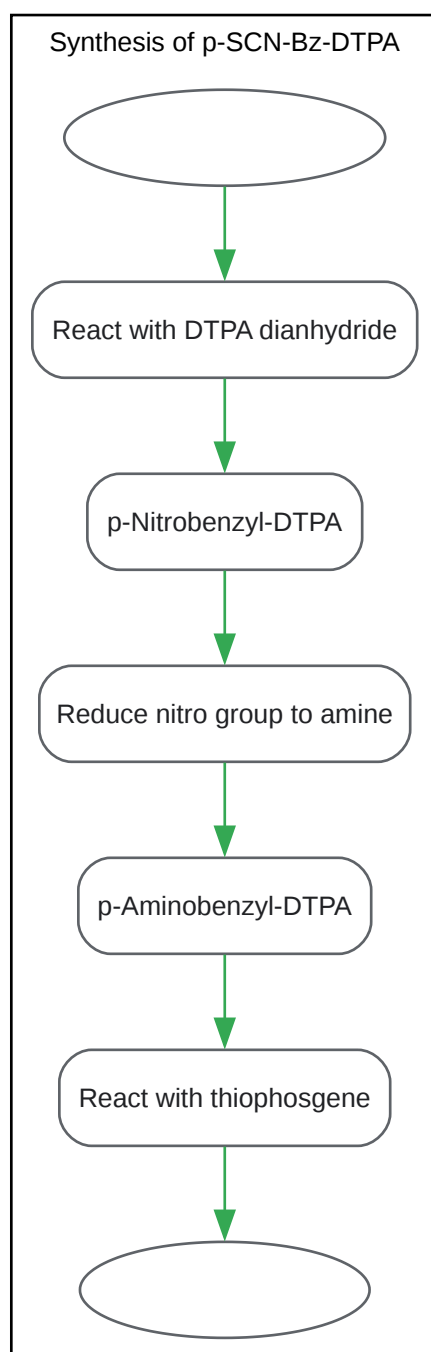 Synthesis of p-SCN-Bz-DTPA
React with DTPA dianhydride
p-Nitrobenzyl-DTPA
Reduce nitro group to amine
p-Aminobenzyl-DTPA
React with thiophosgene